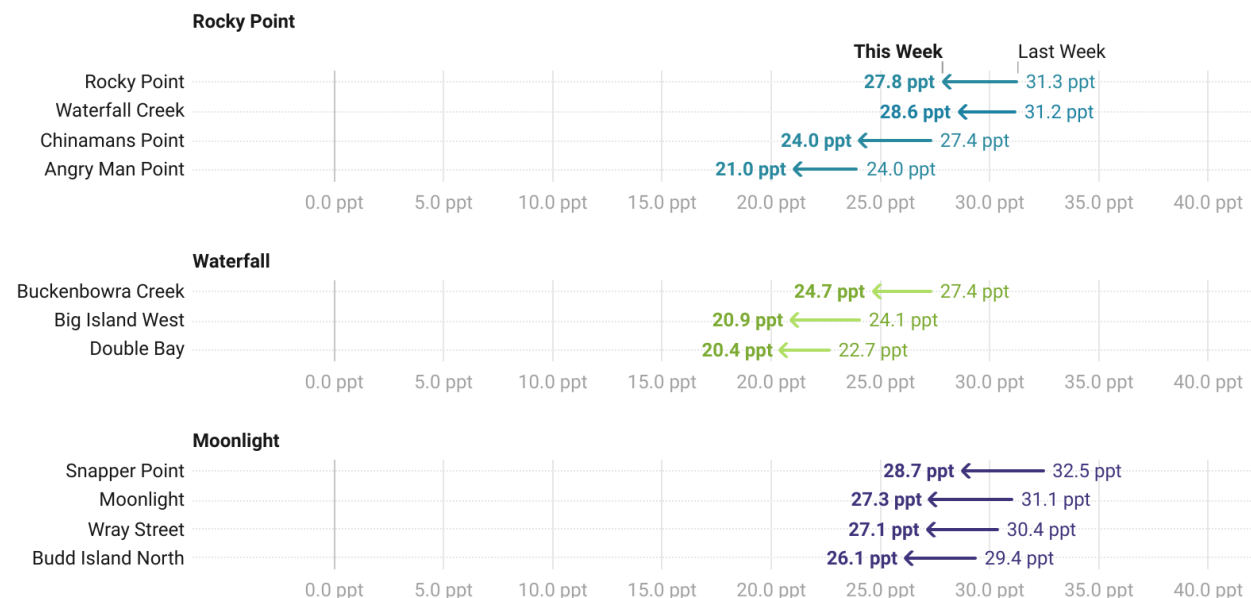 Rocky Point
This Week Last Week
Rocky Point 27.8 ppt 31.3 ppt
Waterfall Creek 28.6 ppt 31.2 ppt
Chinamans Point 24.0 ppt 27.4 ppt
Angry Man Point 21.0 ppt 24.0 ppt
0.0 ppt 5.0 ppt 10.0 ppt 15.0 ppt 20.0 ppt 25.0 ppt 30.0 ppt 35.0 ppt 40.0 ppt
Waterfall
Buckenbowra Creek 24.7 ppt 27.4 ppt
Big Island West 20.9 ppt 24.1 ppt
Double Bay 20.4 ppt 22.7 ppt
0.0 ppt 5.0 ppt 10.0 ppt 15.0 ppt 20.0 ppt 25.0 ppt 30.0 ppt 35.0 ppt 40.0 ppt
Moonlight
Snapper Point 28.7 ppt 32.5 ppt
Moonlight 27.3 ppt 31.1 ppt
Wray Street 27.1 ppt 30.4 ppt
Budd Island North 26.1 ppt 29.4 ppt
0.0 ppt 5.0 ppt 10.0 ppt 15.0 ppt 20.0 ppt 25.0 ppt 30.0 ppt 35.0 ppt 40.0 ppt